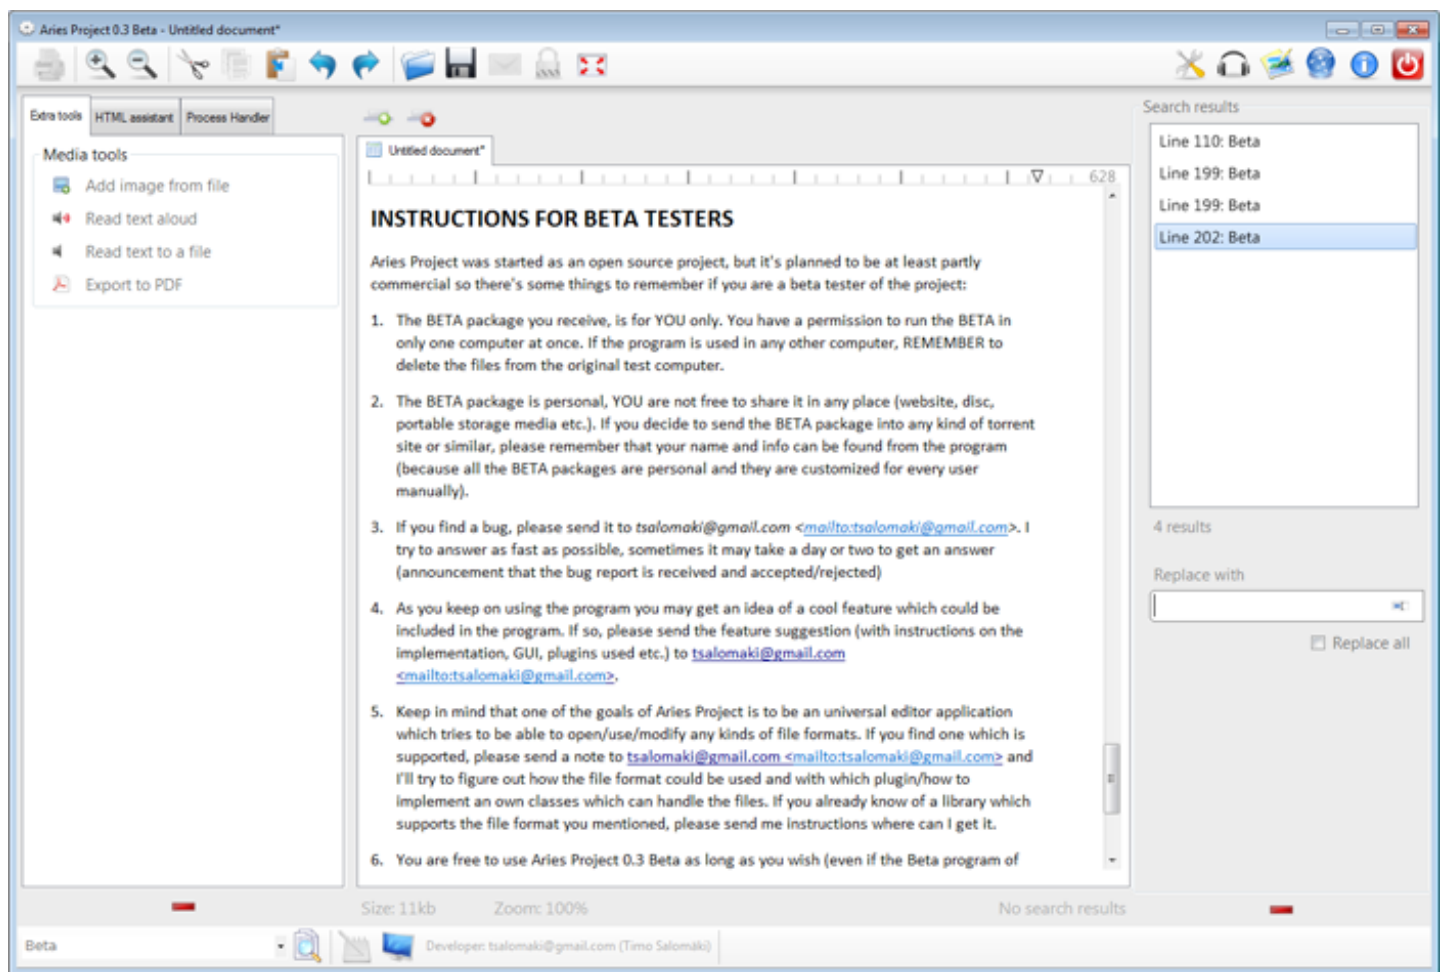 Aries Project 0.3 Beta - Untitled document*
Extra tools
HTML assistant
Process Handler
Media tools
Add image from file
Read text aloud
Read text to a file
Export to PDF
Untitled document*
628
INSTRUCTIONS FOR BETA TESTERS
Aries Project was started as an open source project, but it's planned to be at least partly
commercial so there's some things to remember if you are a beta tester of the project:
1. The BETA package you receive, is for YOU only. You have a permission to run the BETA in
only one computer at once. If the program is used in any other computer, REMEMBER to
delete the files from the original test computer.
2. The BETA package is personal, YOU are not free to share it in any place (website, disc,
portable storage media etc.). If you decide to send the BETA package into any kind of torrent
site or similar, please remember that your name and info can be found from the program
(because all the BETA packages are personal and they are customized for every user
manually).
3. If you find a bug, please send it to tsalomaki@gmail.com <mailto:tsalomaki@gmail.com>. I
try to answer as fast as possible, sometimes it may take a day or two to get an answer
(announcement that the bug report is received and accepted/rejected)
4. As you keep on using the program you may get an idea of a cool feature which could be
included in the program. If so, please send the feature suggestion (with instructions on the
implementation, GUI, plugins used etc.) to tsalomaki@gmail.com
<mailto:tsalomaki@gmail.com>.
5. Keep in mind that one of the goals of Aries Project is to be an universal editor application
which tries to be able to open/use/modify any kinds of file formats. If you find one which is
supported, please send a note to tsalomaki@gmail.com <mailto:tsalomaki@gmail.com> and
I'll try to figure out how the file format could be used and with which plugin/how to
implement an own classes which can handle the files. If you already know of a library which
supports the file format you mentioned, please send me instructions where can I get it.
6. You are free to use Aries Project 0.3 Beta as long as you wish (even if the Beta program of
Search results
Line 110: Beta
Line 199: Beta
Line 199: Beta
Line 202: Beta
4 results
Replace with
Replace all
Size: 11kb
Zoom: 100%
No search results
Beta
Developer: tsalomaki@gmail.com (Timo Salomäki)